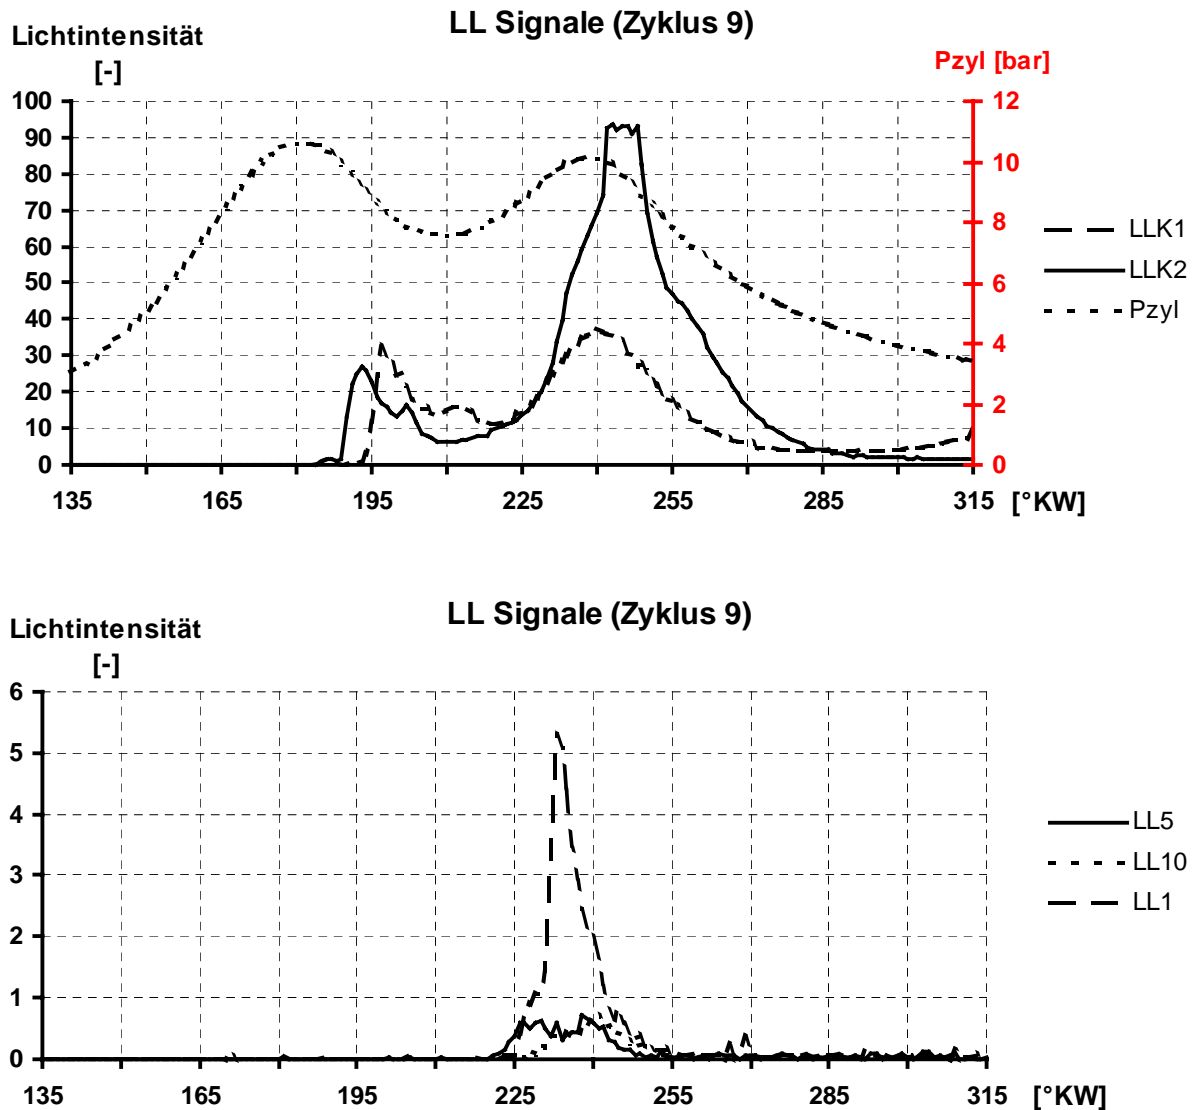 LL Signale (Zyklus 9)
Lichtintensität
[-]
Pzyl [bar]
100
90
80
70
60
50
40
30
20
10
0
12
10
8
6
4
2
0
135 165 195 225 255 285 315 [°KW]
LLK1
LLK2
Pzyl
LL Signale (Zyklus 9)
Lichtintensität
[-]
6
5
4
3
2
1
0
135 165 195 225 255 285 315 [°KW]
LL5
LL10
LL1